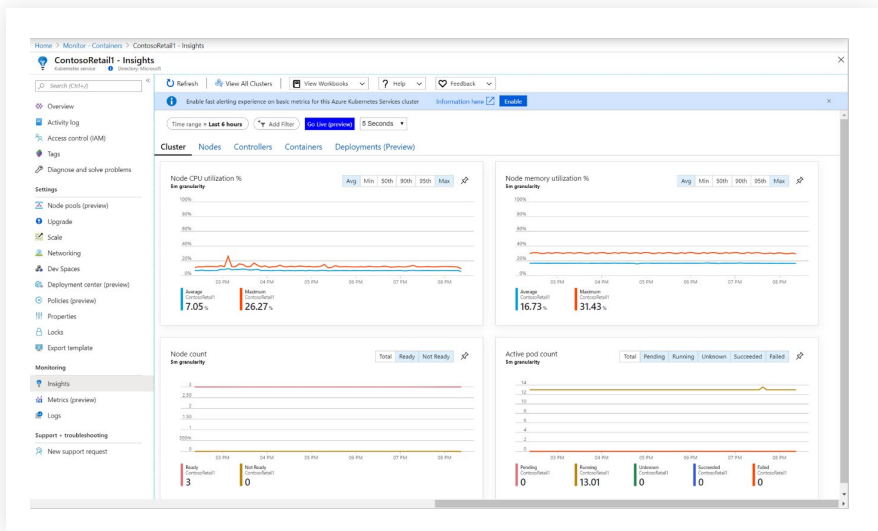 Home > Monitor - Containers > ContosoRetail1 - Insights
ContosoRetail1 - Insights
Kubernetes service Directory: Microsoft
Search (Ctrl+/)
Overview
Activity log
Access control (IAM)
Tags
Diagnose and solve problems
Settings
Node pools (preview)
Upgrade
Scale
Networking
Dev Spaces
Deployment center (preview)
Policies (preview)
Properties
Locks
Export template
Monitoring
Insights
Metrics (preview)
Logs
Support + troubleshooting
New support request
Refresh View All Clusters View Workbooks ? Help Feedback
Enable fast alerting experience on basic metrics for this Azure Kubernetes Services cluster Information here Enable
Time range = Last 6 hours Add Filter Go Live (preview) 5 Seconds
Cluster Nodes Controllers Containers Deployments (Preview)
Node CPU utilization %
5m granularity
Avg Min 50th 90th 95th Max
100%
80%
60%
40%
20%
0%
03 PM 04 PM 05 PM 06 PM 07 PM 08 PM
Average Maximum
ContosoRetail1 ContosoRetail1
7.05 % 26.27 %
Node memory utilization %
5m granularity
Avg Min 50th 90th 95th Max
100%
80%
60%
40%
20%
0%
03 PM 04 PM 05 PM 06 PM 07 PM 08 PM
Average Maximum
ContosoRetail1 ContosoRetail1
16.73 % 31.43 %
Node count
5m granularity
Total Ready Not Ready
3
2.50
2
1.50
1
500m
0
03 PM 04 PM 05 PM 06 PM 07 PM 08 PM
Ready Not Ready
ContosoRetail1 ContosoRetail1
3 0
Active pod count
5m granularity
Total Pending Running Unknown Succeeded Failed
14
12
10
8
6
4
2
0
03 PM 04 PM 05 PM 06 PM 07 PM 08 PM
Pending Running Unknown Succeeded Failed
ContosoRetail1 ContosoRetail1 ContosoRetail1 ContosoRetail1 ContosoRetail1
0 13.01 0 0 0